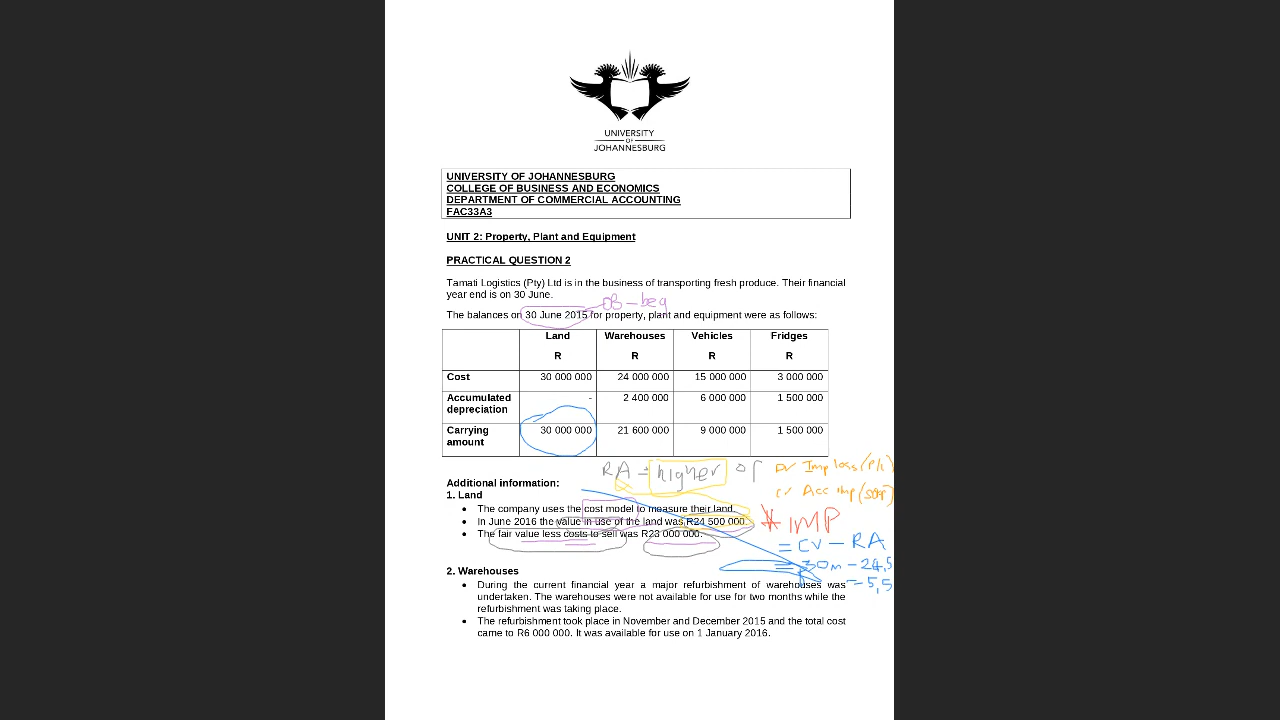 UNIVERSITY
OF
JOHANNESBURG
UNIVERSITY OF JOHANNESBURG
COLLEGE OF BUSINESS AND ECONOMICS
DEPARTMENT OF COMMERCIAL ACCOUNTING
FAC33A3
UNIT 2: Property, Plant and Equipment
PRACTICAL QUESTION 2
Tamati Logistics (Pty) Ltd is in the business of transporting fresh produce. Their financial
year end is on 30 June.
OB - beg
The balances on 30 June 2015 for property, plant and equipment were as follows:
Land Warehouses Vehicles Fridges
R R R R
Cost 30 000 000 24 000 000 15 000 000 3 000 000
Accumulated depreciation - 2 400 000 6 000 000 1 500 000
Carrying amount 30 000 000 21 600 000 9 000 000 1 500 000
RA = higher of
Dr Imp loss (P/L)
Cr Acc Imp (SOFP)
Additional information:
1. Land
• The company uses the cost model to measure their land.
• In June 2016 the value in use of the land was R24 500 000.
• The fair value less costs to sell was R23 000 000.
* IMP
= CV - RA
= 30m - 24,5
= 5,5
2. Warehouses
• During the current financial year a major refurbishment of warehouses was
undertaken. The warehouses were not available for use for two months while the
refurbishment was taking place.
• The refurbishment took place in November and December 2015 and the total cost
came to R6 000 000. It was available for use on 1 January 2016.